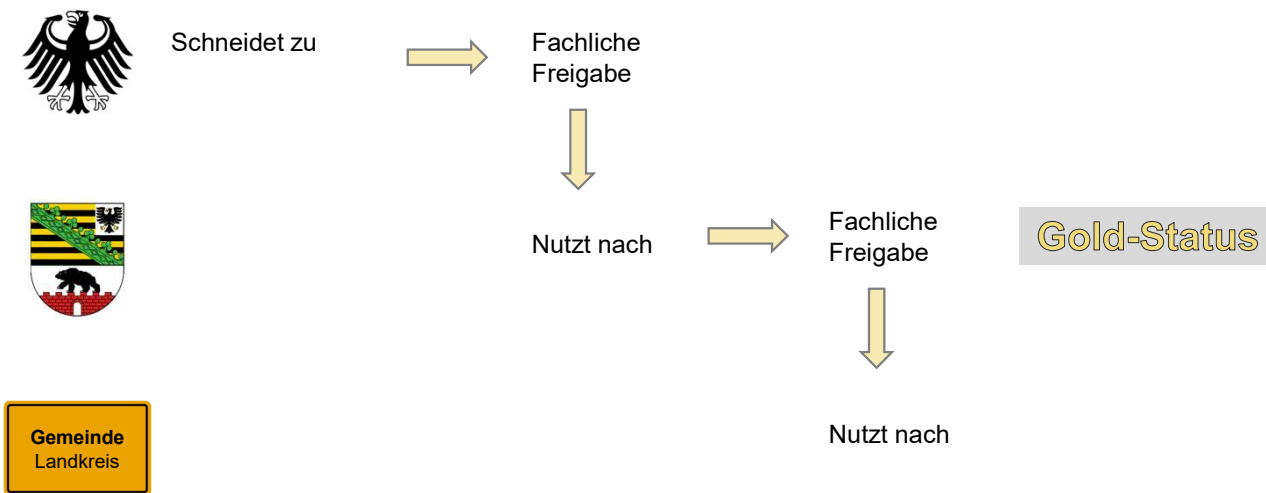 Schneidet zu
Fachliche
Freigabe
Nutzt nach
Fachliche
Freigabe
Gold-Status
Gemeinde
Landkreis
Nutzt nach